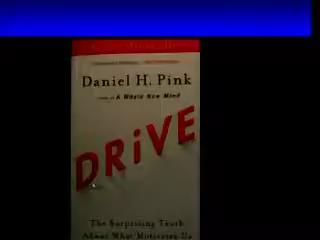 Daniel H. Pink
A Whole New Mind
DRiVE
The Surprising Truth
About What Motivates Us